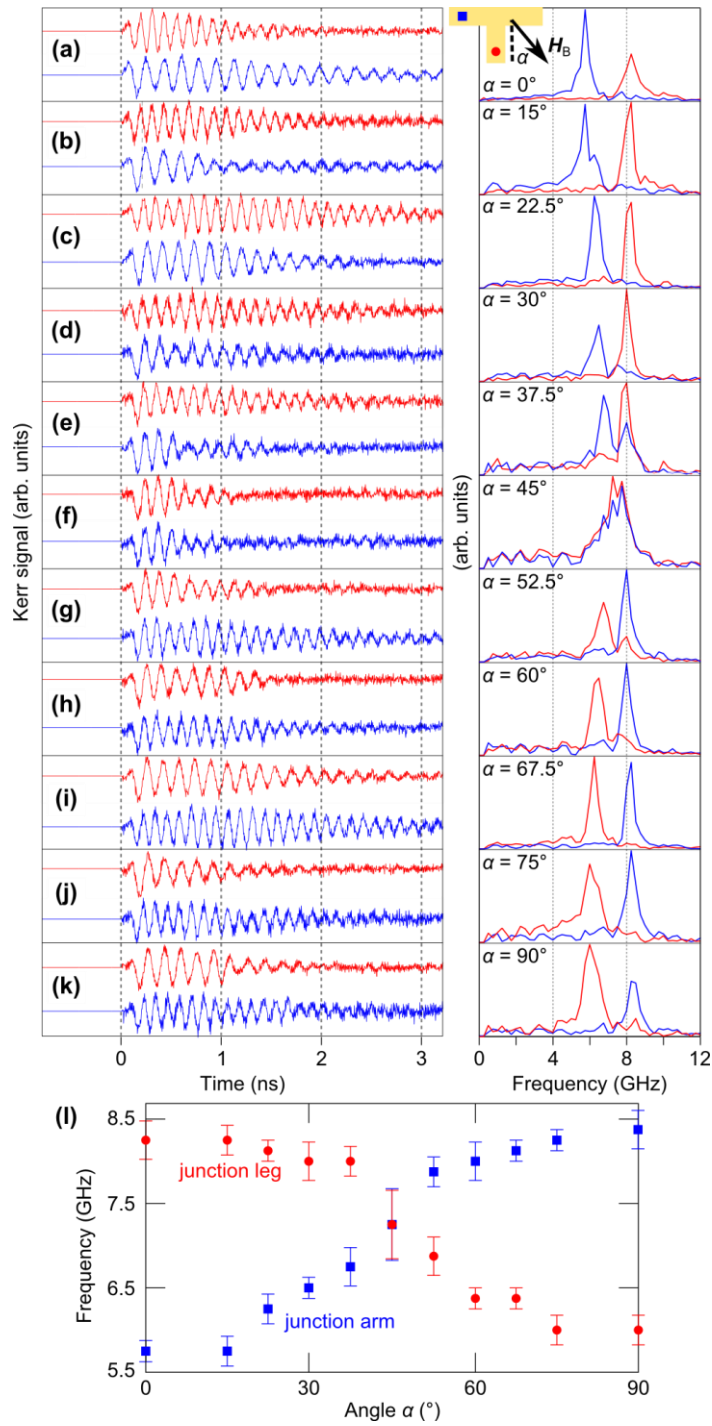 (a)
(b)
(c)
(d)
(e)
(f)
(g)
(h)
(i)
(j)
(k)
Kerr signal (arb. units)
0 1 2 3
Time (ns)
α
H_B
α = 0°
α = 15°
α = 22.5°
α = 30°
α = 37.5°
α = 45°
α = 52.5°
α = 60°
α = 67.5°
α = 75°
α = 90°
(arb. units)
0 4 8 12
Frequency (GHz)
(l)
8.5
7.5
6.5
5.5
Frequency (GHz)
junction leg
junction arm
0 30 60 90
Angle α (°)